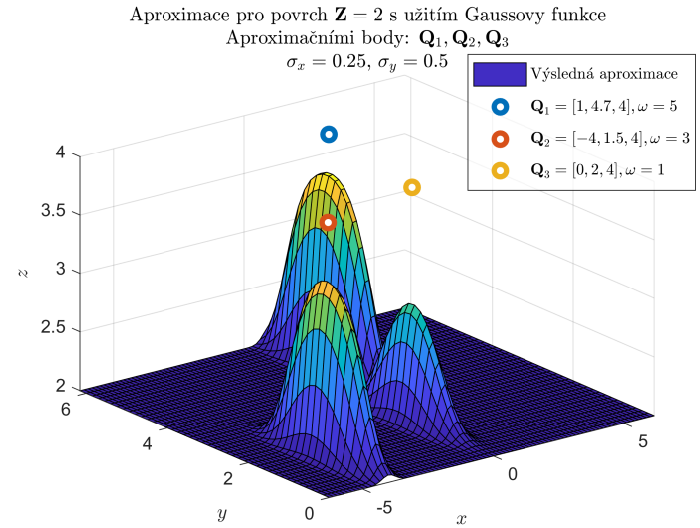 Aproximace pro povrch Z = 2 s užitím Gaussovy funkce
Aproximačními body: Q₁, Q₂, Q₃
σₓ = 0.25, σᵧ = 0.5
Výsledná aproximace
Q₁ = [1, 4.7, 4], ω = 5
Q₂ = [−4, 1.5, 4], ω = 3
Q₃ = [0, 2, 4], ω = 1
4
3.5
3
2.5
2
z
6
4
2
0
y
-5
0
5
x